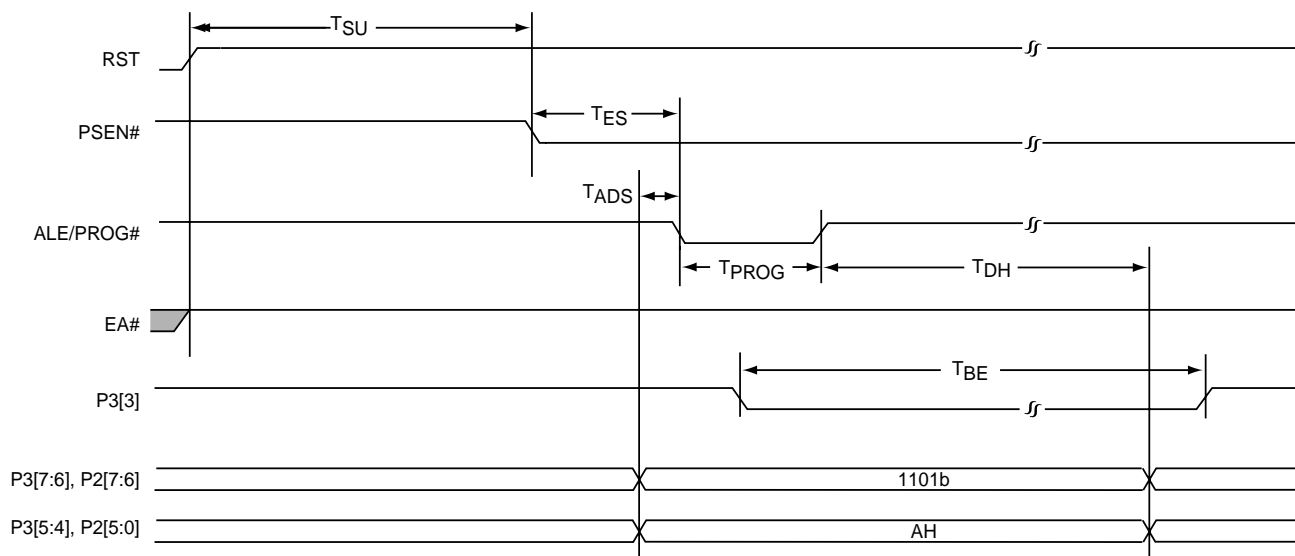 TSU
RST
TES
PSEN#
TADS
ALE/PROG#
TPROG
TDH
EA#
TBE
P3[3]
P3[7:6], P2[7:6]
1101b
P3[5:4], P2[5:0]
AH